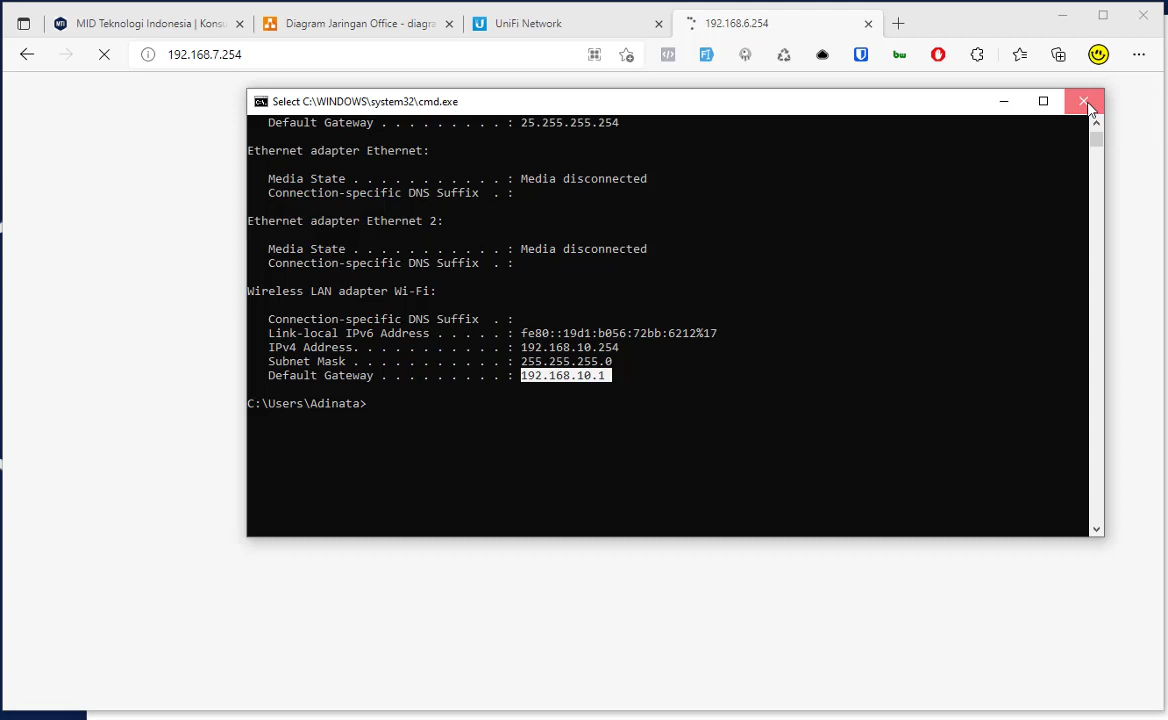 MID Teknologi Indonesia | Konsu
Diagram Jaringan Office - diagra
UniFi Network
192.168.6.254
192.168.7.254
Select C:\WINDOWS\system32\cmd.exe
Default Gateway . . . . . . . . . : 25.255.255.254
Ethernet adapter Ethernet:
Media State . . . . . . . . . . . : Media disconnected
Connection-specific DNS Suffix  . :
Ethernet adapter Ethernet 2:
Media State . . . . . . . . . . . : Media disconnected
Connection-specific DNS Suffix  . :
Wireless LAN adapter Wi-Fi:
Connection-specific DNS Suffix  . :
Link-local IPv6 Address . . . . . : fe80::19d1:b056:72bb:6212%17
IPv4 Address. . . . . . . . . . . : 192.168.10.254
Subnet Mask . . . . . . . . . . . : 255.255.255.0
Default Gateway . . . . . . . . . : 192.168.10.1
C:\Users\Adinata>